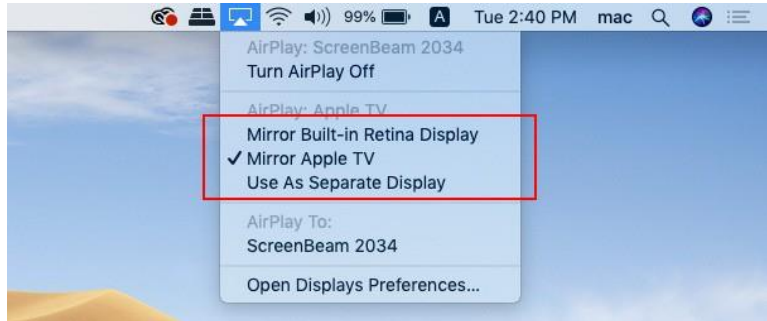 99% A Tue 2:40 PM mac
AirPlay: ScreenBeam 2034
Turn AirPlay Off
AirPlay: Apple TV
Mirror Built-in Retina Display
Mirror Apple TV
Use As Separate Display
AirPlay To:
ScreenBeam 2034
Open Displays Preferences...